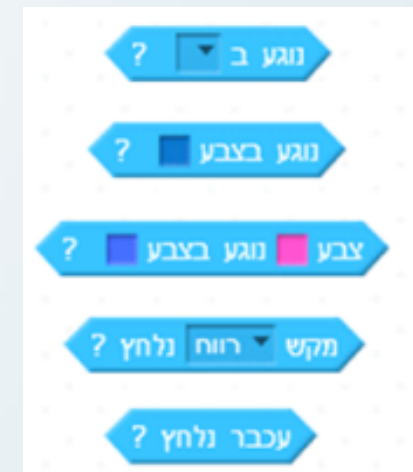 נוגע ב ?
נוגע בצבע ?
צבע נוגע בצבע ?
מקש רווח נלחץ ?
עכבר נלחץ ?